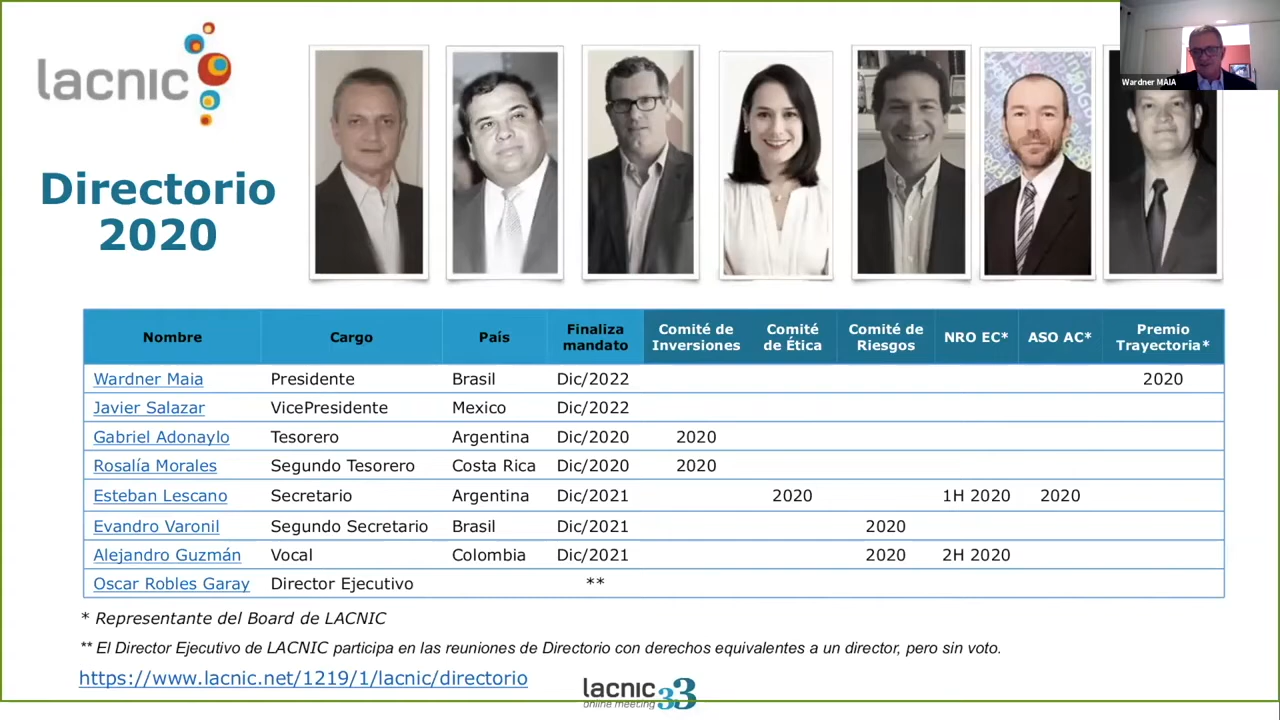 lacnic
Wardner MAIA
Directorio
2020
Nombre Cargo País Finaliza mandato Comité de Inversiones Comité de Ética Comité de Riesgos NRO EC* ASO AC* Premio Trayectoria*
Wardner Maia Presidente Brasil Dic/2022 2020
Javier Salazar VicePresidente Mexico Dic/2022
Gabriel Adonaylo Tesorero Argentina Dic/2020 2020
Rosalía Morales Segundo Tesorero Costa Rica Dic/2020 2020
Esteban Lescano Secretario Argentina Dic/2021 2020 1H 2020 2020
Evandro Varonil Segundo Secretario Brasil Dic/2021 2020
Alejandro Guzmán Vocal Colombia Dic/2021 2020 2H 2020
Oscar Robles Garay Director Ejecutivo **
* Representante del Board de LACNIC
** El Director Ejecutivo de LACNIC participa en las reuniones de Directorio con derechos equivalentes a un director, pero sin voto.
https://www.lacnic.net/1219/1/lacnic/directorio
lacnic 33
online meeting